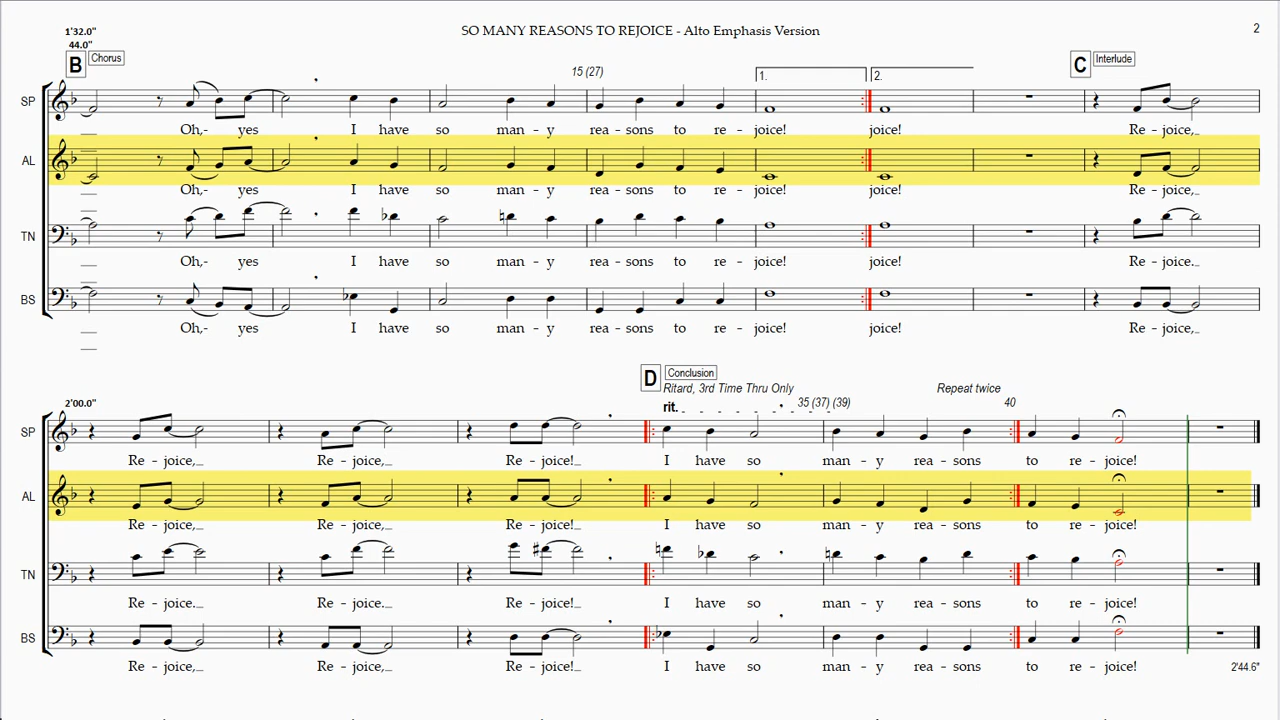 1'32.0" SO MANY REASONS TO REJOICE - Alto Emphasis Version 2
44.0"
B Chorus C Interlude
15 (27)
1. 2.
SP
Oh,- yes I have so man - y rea - sons to re - joice! joice! Re - joice,_
AL
Oh,- yes I have so man - y rea - sons to re - joice! joice! Re - joice,_
TN
Oh,- yes I have so man - y rea - sons to re - joice! joice! Re - joice._
BS
Oh,- yes I have so man - y rea - sons to re - joice! joice! Re - joice,_
D Conclusion
Ritard, 3rd Time Thru Only Repeat twice
2'00.0" rit. 35 (37) (39) 40
SP
Re - joice,_ Re - joice,_ Re - joice!_ I have so man - y rea - sons to re - joice!
AL
Re - joice,_ Re - joice,_ Re - joice!_ I have so man - y rea - sons to re - joice!
TN
Re - joice._ Re - joice._ Re - joice!_ I have so man - y rea - sons to re - joice!
BS
Re - joice,_ Re - joice,_ Re - joice!_ I have so man - y rea - sons to re - joice! 2'44.6"